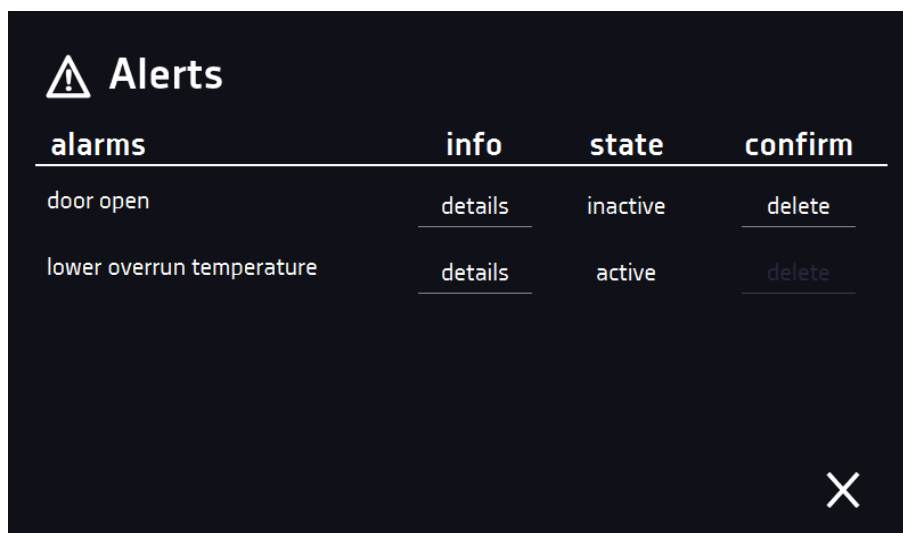 Alerts
alarms info state confirm
door open details inactive delete
lower overrun temperature details active delete